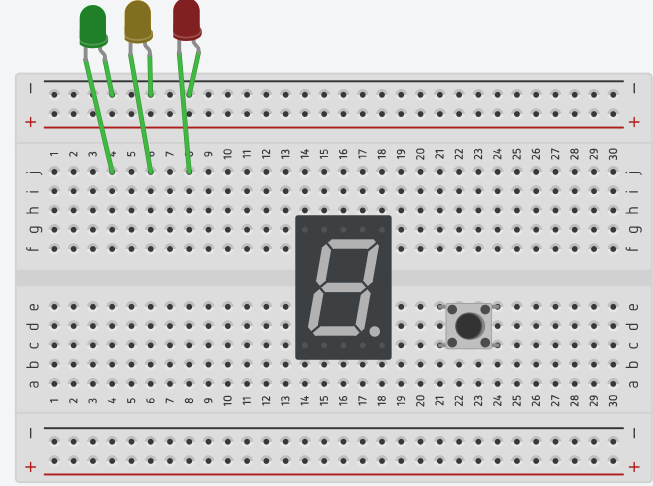 − −
+ +
1 2 3 4 5 6 7 8 9 10 11 12 13 14 15 16 17 18 19 20 21 22 23 24 25 26 27 28 29 30
j j
i i
h h
g g
f f
e e
d d
c c
b b
a a
1 2 3 4 5 6 7 8 9 10 11 12 13 14 15 16 17 18 19 20 21 22 23 24 25 26 27 28 29 30
− −
+ +